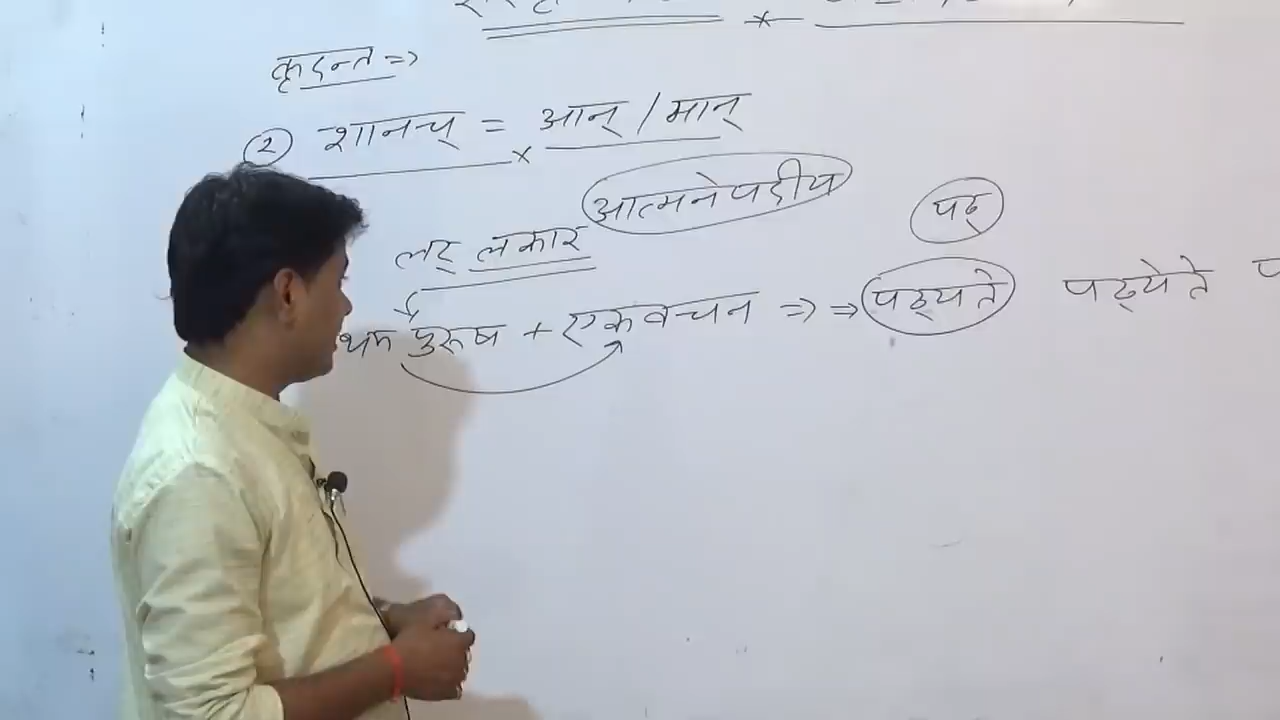 कृदन्त =>
② शानच् = आन् / मान्
आत्मनेपदीय
पठ्
लट् लकार
पुरूष + एकवचन => => पठ्यते पठ्येते